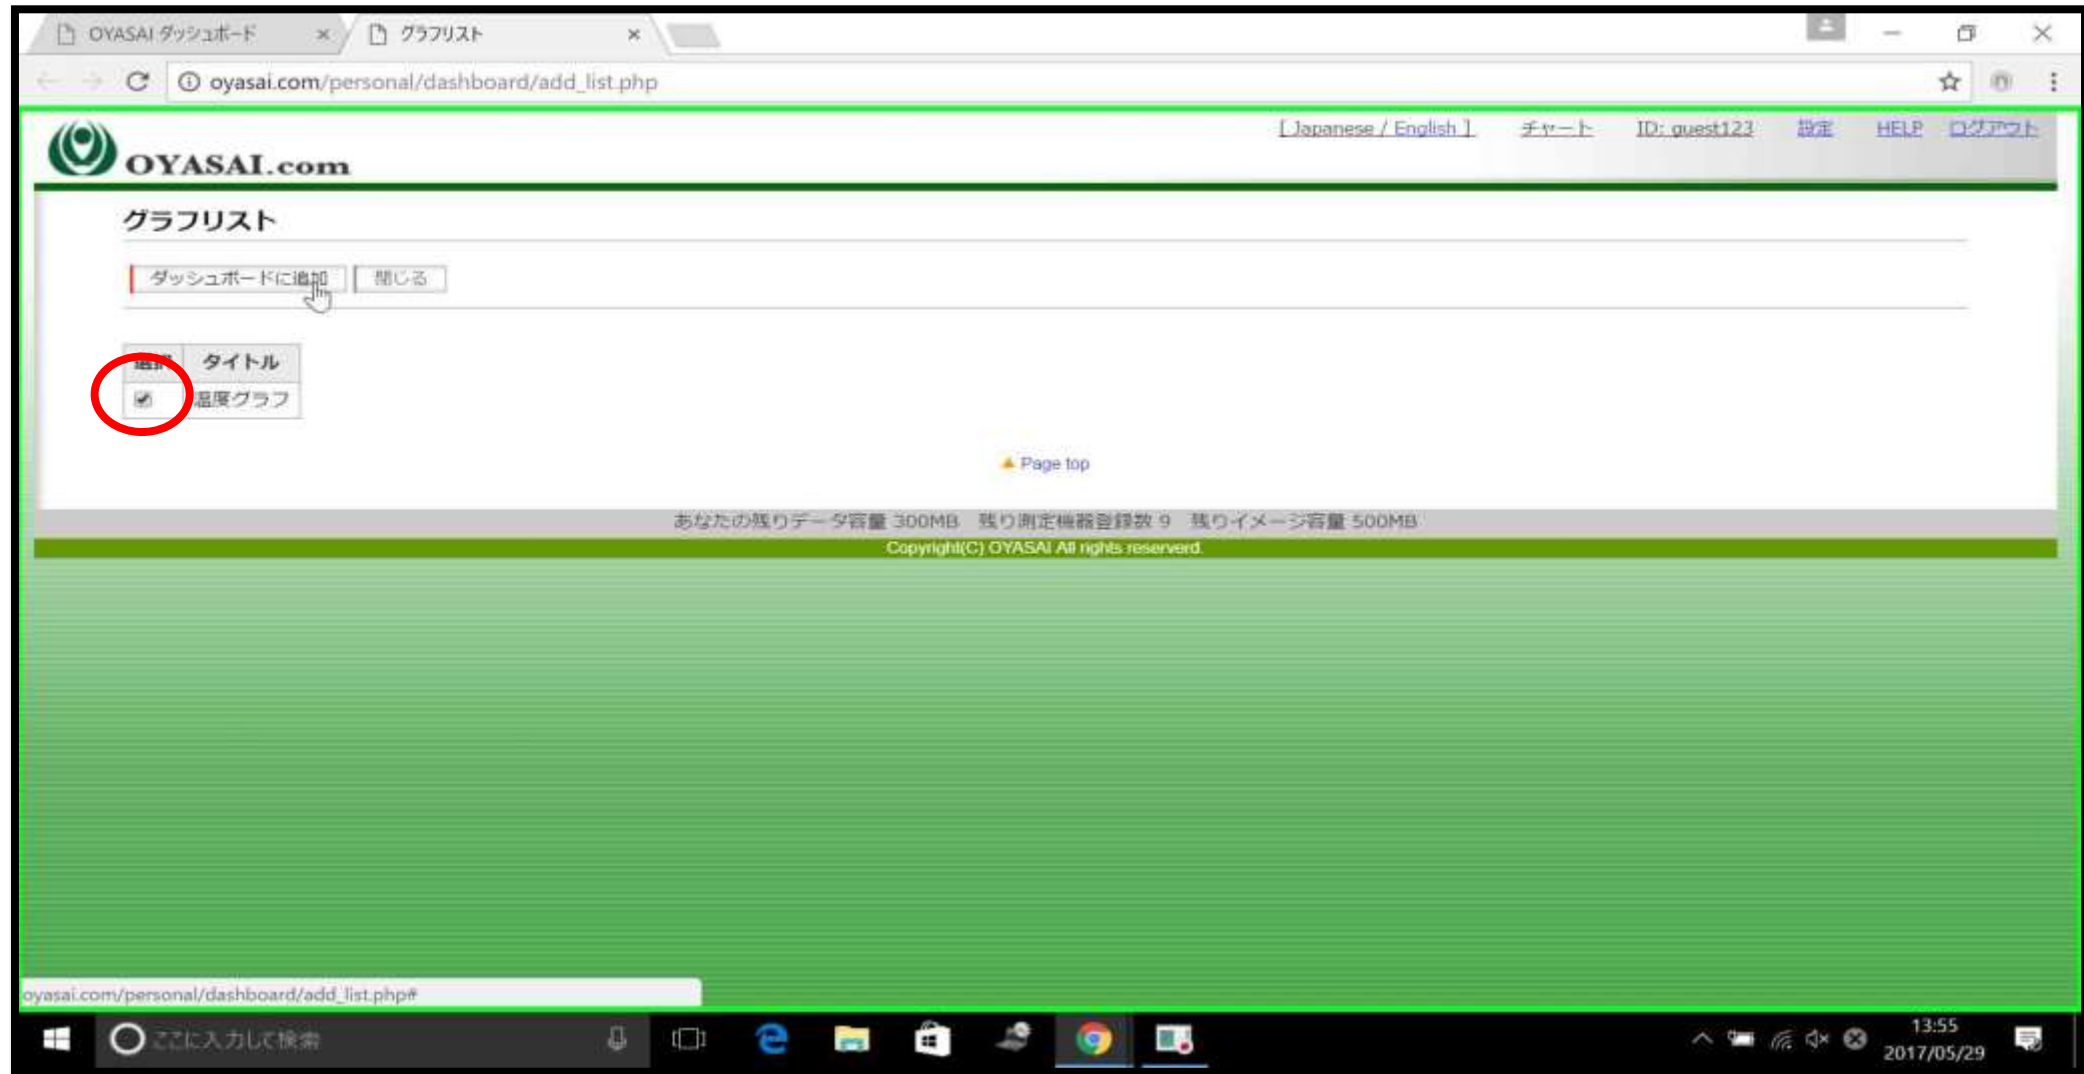 OYASAI ダッシュボード
グラフリスト
oyasai.com/personal/dashboard/add_list.php
[ Japanese / English ] チャート ID: guest123 設定 HELP ログアウト
OYASAI.com
グラフリスト
ダッシュボードに追加 閉じる
選択 タイトル
温度グラフ
Page top
あなたの残りデータ容量 300MB 残り測定機器登録数 9 残りイメージ容量 500MB
Copyright(C) OYASAI All rights reserverd.
oyasai.com/personal/dashboard/add_list.php#
ここに入力して検索
13:55
2017/05/29